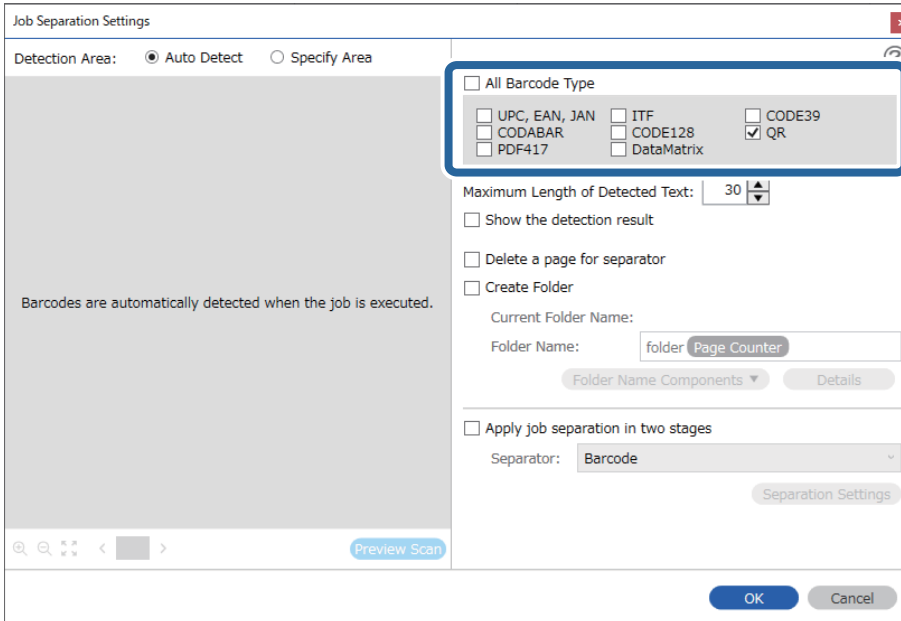 Job Separation Settings
Detection Area: Auto Detect Specify Area
All Barcode Type
UPC, EAN, JAN ITF CODE39
CODABAR CODE128 QR
PDF417 DataMatrix
Maximum Length of Detected Text: 30
Show the detection result
Delete a page for separator
Barcodes are automatically detected when the job is executed.
Create Folder
Current Folder Name:
Folder Name: folder Page Counter
Folder Name Components Details
Apply job separation in two stages
Separator: Barcode
Separation Settings
Preview Scan
OK Cancel